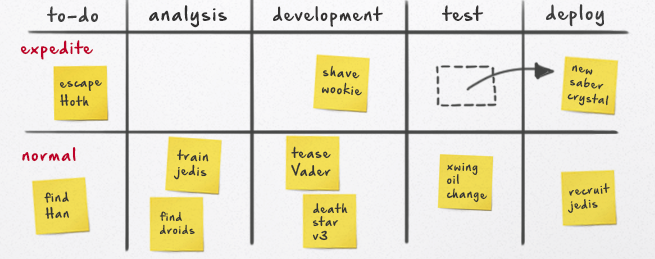 to-do
analysis
development
test
deploy
expedite
escape
Hoth
shave
wookie
new
saber
crystal
normal
find
Han
train
jedis
find
droids
tease
Vader
death
star
v3
xwing
oil
change
recruit
jedis